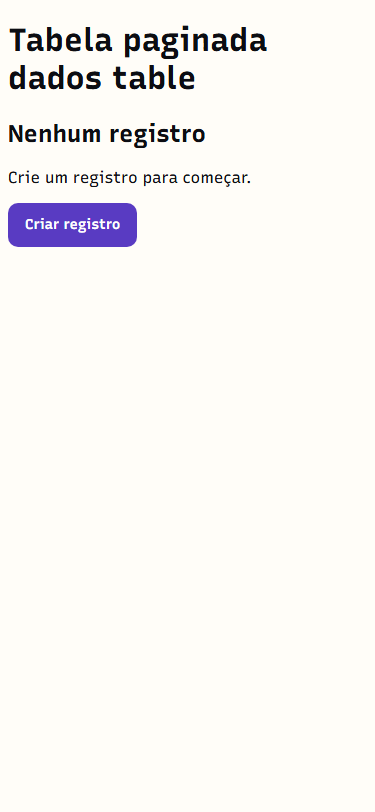 Tabela paginada
dados table
Nenhum registro
Crie um registro para começar.
Criar registro